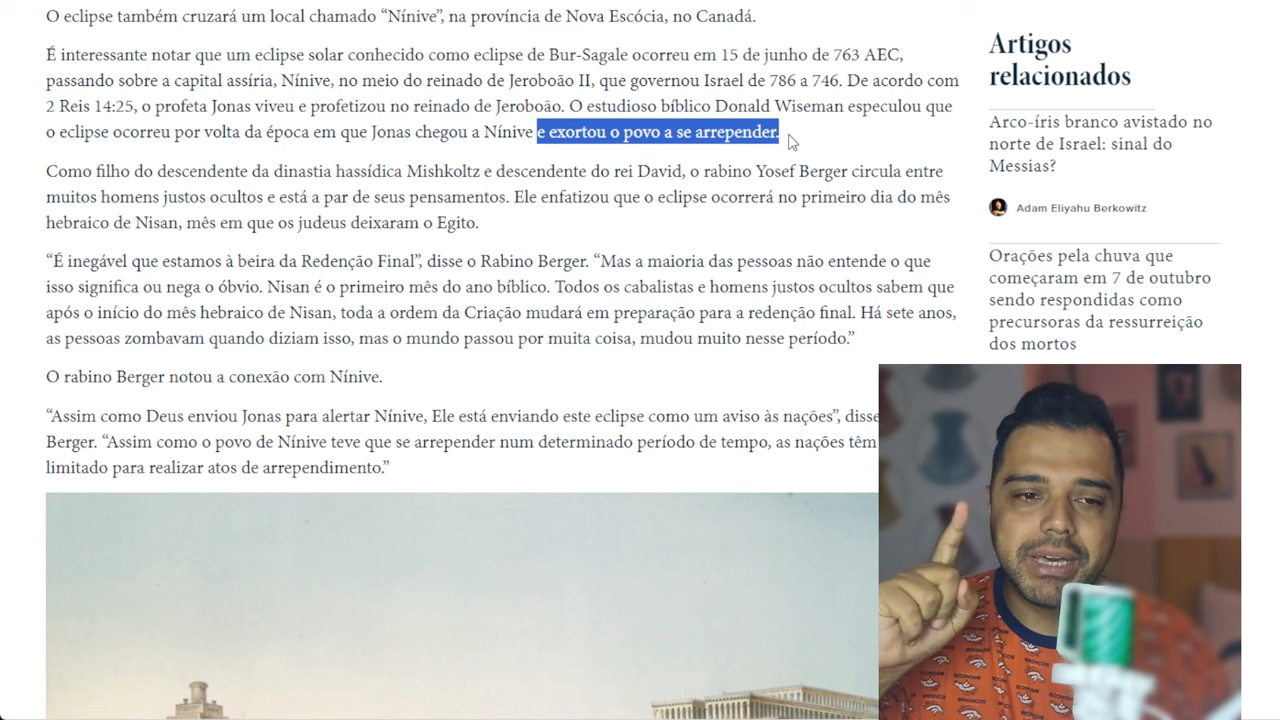 O eclipse também cruzará um local chamado “Nínive”, na província de Nova Escócia, no Canadá.
É interessante notar que um eclipse solar conhecido como eclipse de Bur-Sagale ocorreu em 15 de junho de 763 AEC,
passando sobre a capital assíria, Nínive, no meio do reinado de Jeroboão II, que governou Israel de 786 a 746. De acordo com
2 Reis 14:25, o profeta Jonas viveu e profetizou no reinado de Jeroboão. O estudioso bíblico Donald Wiseman especulou que
o eclipse ocorreu por volta da época em que Jonas chegou a Nínive e exortou o povo a se arrepender.
Como filho do descendente da dinastia hassídica Mishkoltz e descendente do rei David, o rabino Yosef Berger circula entre
muitos homens justos ocultos e está a par de seus pensamentos. Ele enfatizou que o eclipse ocorrerá no primeiro dia do mês
hebraico de Nisan, mês em que os judeus deixaram o Egito.
“É inegável que estamos à beira da Redenção Final”, disse o Rabino Berger. “Mas a maioria das pessoas não entende o que
isso significa ou nega o óbvio. Nisan é o primeiro mês do ano bíblico. Todos os cabalistas e homens justos ocultos sabem que
após o início do mês hebraico de Nisan, toda a ordem da Criação mudará em preparação para a redenção final. Há sete anos,
as pessoas zombavam quando diziam isso, mas o mundo passou por muita coisa, mudou muito nesse período.”
O rabino Berger notou a conexão com Nínive.
“Assim como Deus enviou Jonas para alertar Nínive, Ele está enviando este eclipse como um aviso às nações”, disse
Berger. “Assim como o povo de Nínive teve que se arrepender num determinado período de tempo, as nações têm
limitado para realizar atos de arrependimento.”
Artigos
relacionados
Arco-íris branco avistado no
norte de Israel: sinal do
Messias?
Adam Eliyahu Berkowitz
Orações pela chuva que
começaram em 7 de outubro
sendo respondidas como
precursoras da ressurreição
dos mortos
BRONCOS